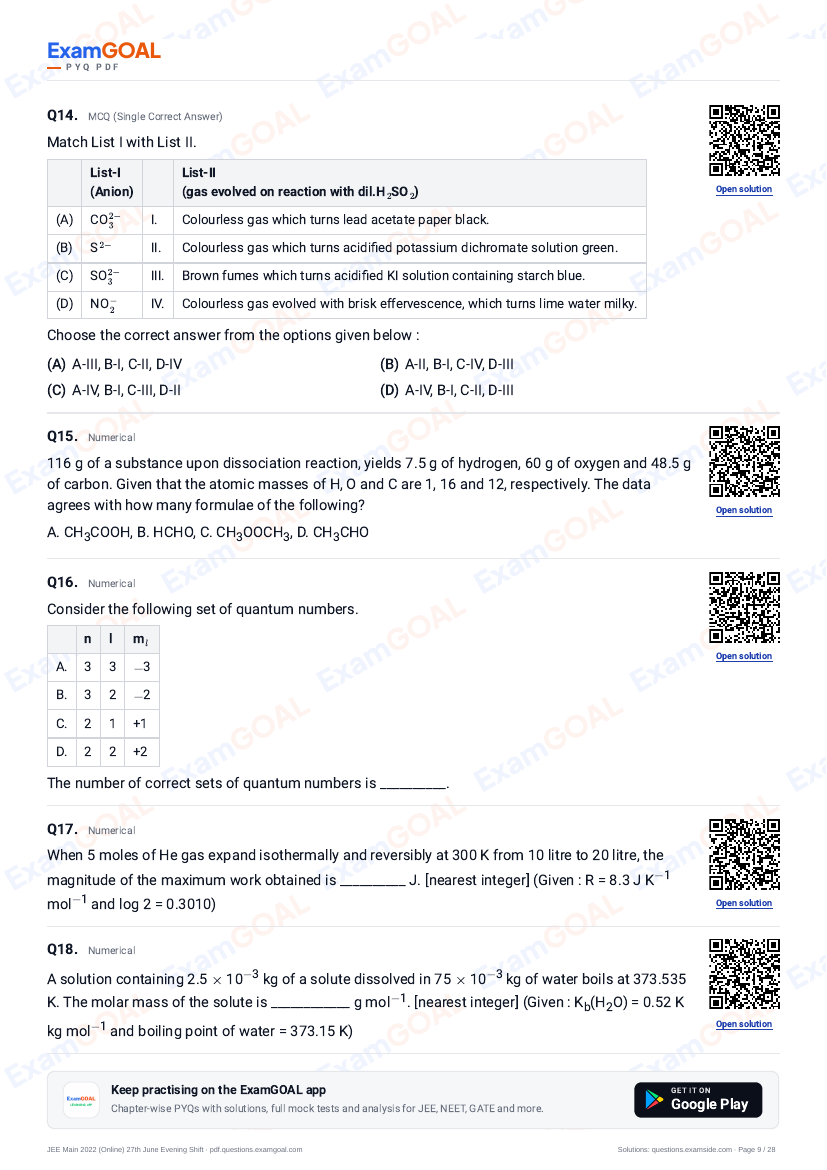 ExamGOAL
PYQ PDF
Q14. MCQ (Single Correct Answer)
Match List I with List II.
List-I
(Anion)
List-II
(gas evolved on reaction with dil.H₂SO₂)
(A) CO₃²⁻ I. Colourless gas which turns lead acetate paper black.
(B) S²⁻ II. Colourless gas which turns acidified potassium dichromate solution green.
(C) SO₃²⁻ III. Brown fumes which turns acidified KI solution containing starch blue.
(D) NO₂⁻ IV. Colourless gas evolved with brisk effervescence, which turns lime water milky.
Choose the correct answer from the options given below :
(A) A-III, B-I, C-II, D-IV (B) A-II, B-I, C-IV, D-III
(C) A-IV, B-I, C-III, D-II (D) A-IV, B-I, C-II, D-III
Open solution
Q15. Numerical
116 g of a substance upon dissociation reaction, yields 7.5 g of hydrogen, 60 g of oxygen and 48.5 g
of carbon. Given that the atomic masses of H, O and C are 1, 16 and 12, respectively. The data
agrees with how many formulae of the following?
A. CH₃COOH, B. HCHO, C. CH₃OOCH₃, D. CH₃CHO
Open solution
Q16. Numerical
Consider the following set of quantum numbers.
n l mₗ
A. 3 3 −3
B. 3 2 −2
C. 2 1 +1
D. 2 2 +2
The number of correct sets of quantum numbers is __________.
Open solution
Q17. Numerical
When 5 moles of He gas expand isothermally and reversibly at 300 K from 10 litre to 20 litre, the
magnitude of the maximum work obtained is __________ J. [nearest integer] (Given : R = 8.3 J K⁻¹
mol⁻¹ and log 2 = 0.3010)
Open solution
Q18. Numerical
A solution containing 2.5 × 10⁻³ kg of a solute dissolved in 75 × 10⁻³ kg of water boils at 373.535
K. The molar mass of the solute is ____________ g mol⁻¹. [nearest integer] (Given : K_b(H₂O) = 0.52 K
kg mol⁻¹ and boiling point of water = 373.15 K)
Open solution
ExamGOAL
Keep practising on the ExamGOAL app
Chapter-wise PYQs with solutions, full mock tests and analysis for JEE, NEET, GATE and more.
GET IT ON
Google Play
JEE Main 2022 (Online) 27th June Evening Shift · pdf.questions.examgoal.com
Solutions: questions.examside.com · Page 9 / 28